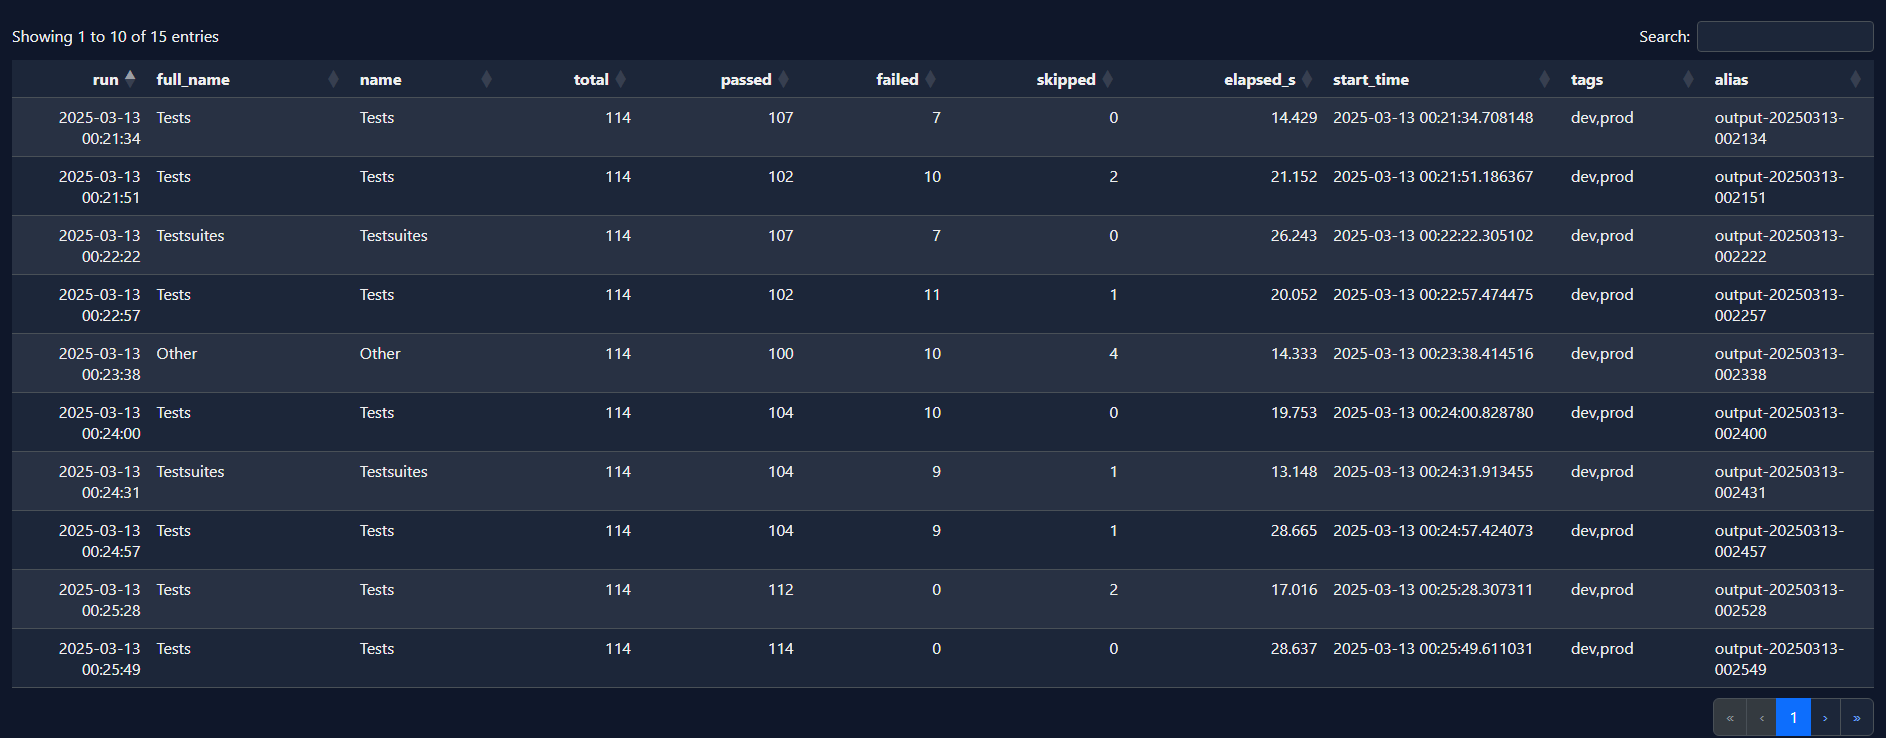 Showing 1 to 10 of 15 entries Search:
run full_name name total passed failed skipped elapsed_s start_time tags alias
2025-03-13 Tests Tests 114 107 7 0 14.429 2025-03-13 00:21:34.708148 dev,prod output-20250313-
00:21:34 002134
2025-03-13 Tests Tests 114 102 10 2 21.152 2025-03-13 00:21:51.186367 dev,prod output-20250313-
00:21:51 002151
2025-03-13 Testsuites Testsuites 114 107 7 0 26.243 2025-03-13 00:22:22.305102 dev,prod output-20250313-
00:22:22 002222
2025-03-13 Tests Tests 114 102 11 1 20.052 2025-03-13 00:22:57.474475 dev,prod output-20250313-
00:22:57 002257
2025-03-13 Other Other 114 100 10 4 14.333 2025-03-13 00:23:38.414516 dev,prod output-20250313-
00:23:38 002338
2025-03-13 Tests Tests 114 104 10 0 19.753 2025-03-13 00:24:00.828780 dev,prod output-20250313-
00:24:00 002400
2025-03-13 Testsuites Testsuites 114 104 9 1 13.148 2025-03-13 00:24:31.913455 dev,prod output-20250313-
00:24:31 002431
2025-03-13 Tests Tests 114 104 9 1 28.665 2025-03-13 00:24:57.424073 dev,prod output-20250313-
00:24:57 002457
2025-03-13 Tests Tests 114 112 0 2 17.016 2025-03-13 00:25:28.307311 dev,prod output-20250313-
00:25:28 002528
2025-03-13 Tests Tests 114 114 0 0 28.637 2025-03-13 00:25:49.611031 dev,prod output-20250313-
00:25:49 002549
« ‹ 1 › »